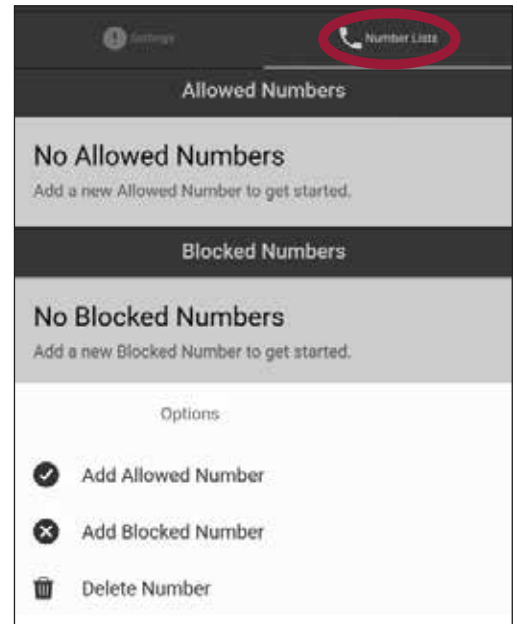 Settings
Number Lists
Allowed Numbers
No Allowed Numbers
Add a new Allowed Number to get started.
Blocked Numbers
No Blocked Numbers
Add a new Blocked Number to get started.
Options
Add Allowed Number
Add Blocked Number
Delete Number